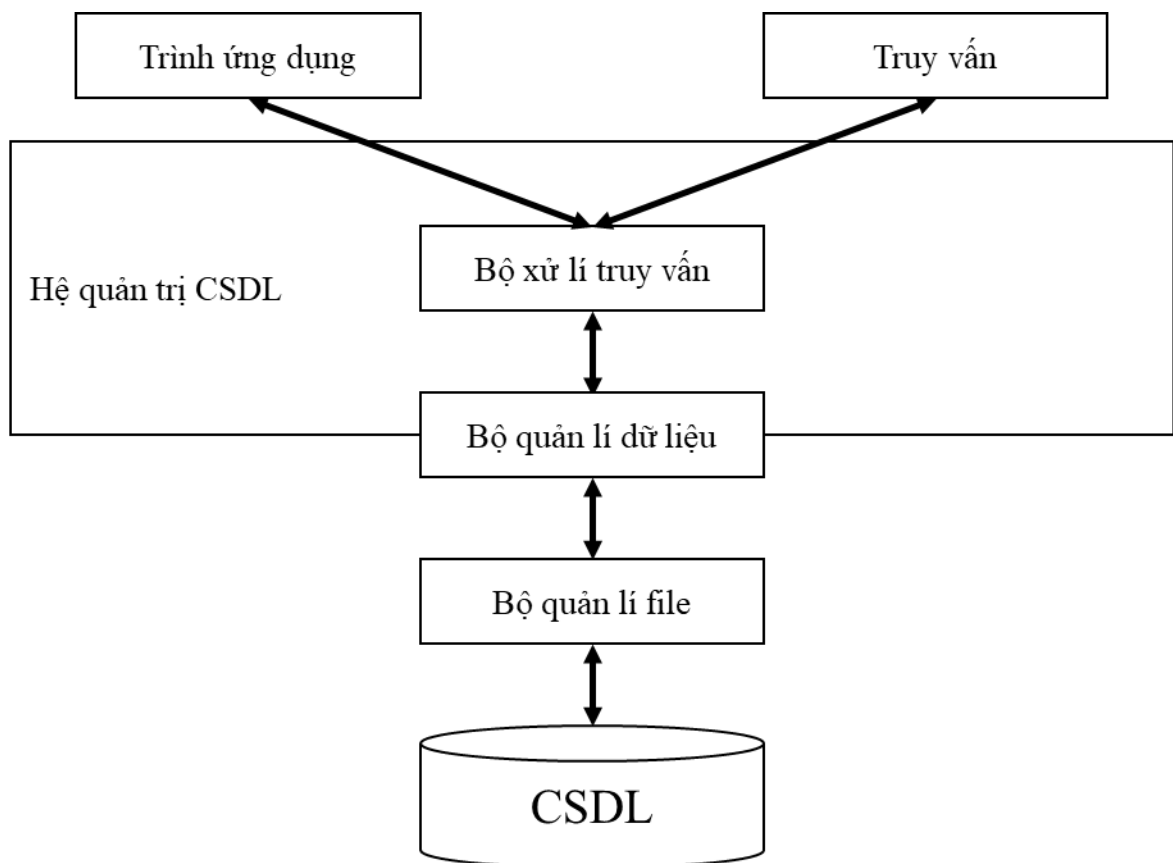 Trình ứng dụng
Truy vấn
Bộ xử lí truy vấn
Hệ quản trị CSDL
Bộ quản lí dữ liệu
Bộ quản lí file
CSDL